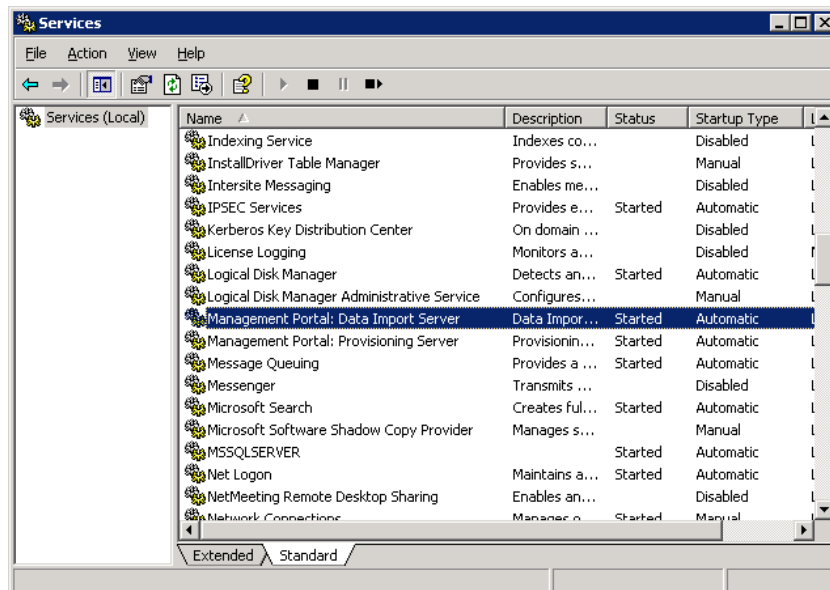 Services
File Action View Help
Services (Local)
Name Description Status Startup Type
Indexing Service Indexes co... Disabled
InstallDriver Table Manager Provides s... Manual
Intersite Messaging Enables me... Disabled
IPSEC Services Provides e... Started Automatic
Kerberos Key Distribution Center On domain ... Disabled
License Logging Monitors a... Disabled
Logical Disk Manager Detects an... Started Automatic
Logical Disk Manager Administrative Service Configures... Manual
Management Portal: Data Import Server Data Impor... Started Automatic
Management Portal: Provisioning Server Provisionin... Started Automatic
Message Queuing Provides a ... Started Automatic
Messenger Transmits ... Disabled
Microsoft Search Creates ful... Started Automatic
Microsoft Software Shadow Copy Provider Manages s... Manual
MSSQLSERVER Started Automatic
Net Logon Maintains a... Started Automatic
NetMeeting Remote Desktop Sharing Enables an... Disabled
Network Connections Manages o... Started Manual
Extended Standard